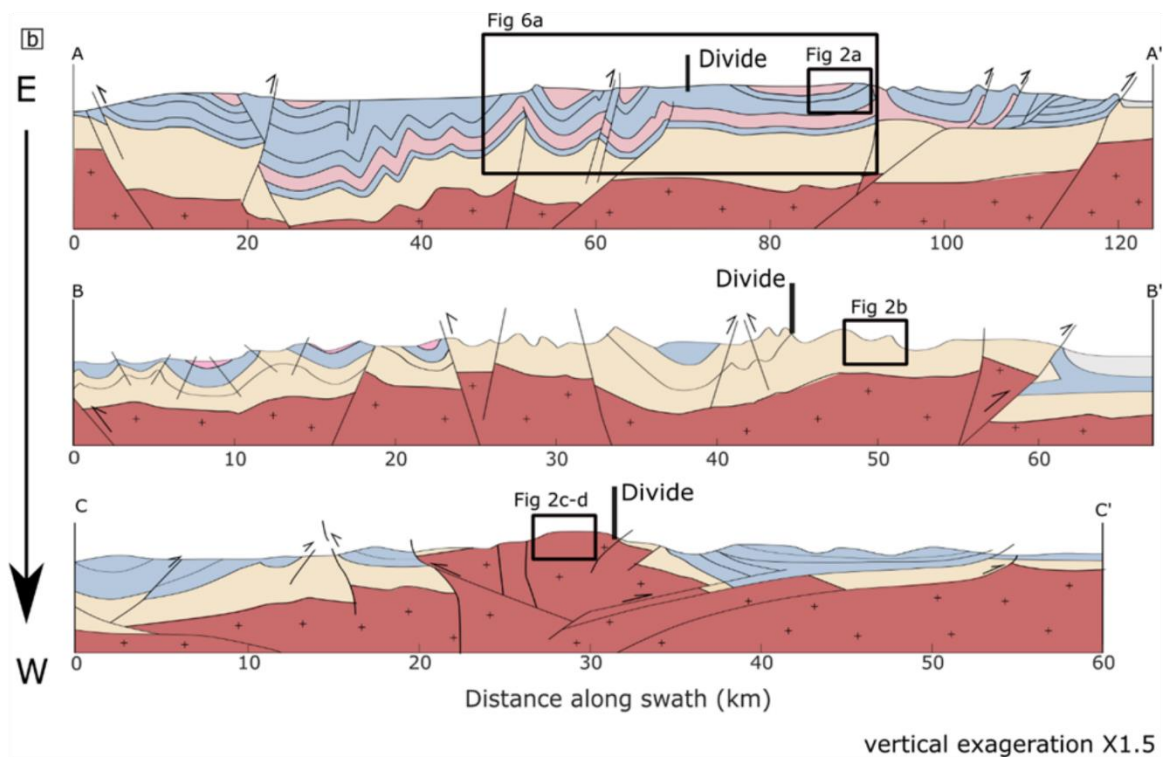 b
Fig 6a
A
Divide
Fig 2a
A'
E
0 20 40 60 80 100 120
B
Divide
Fig 2b
B'
0 10 20 30 40 50 60
C
Fig 2c-d
Divide
C'
W
0 10 20 30 40 50 60
Distance along swath (km)
vertical exageration X1.5